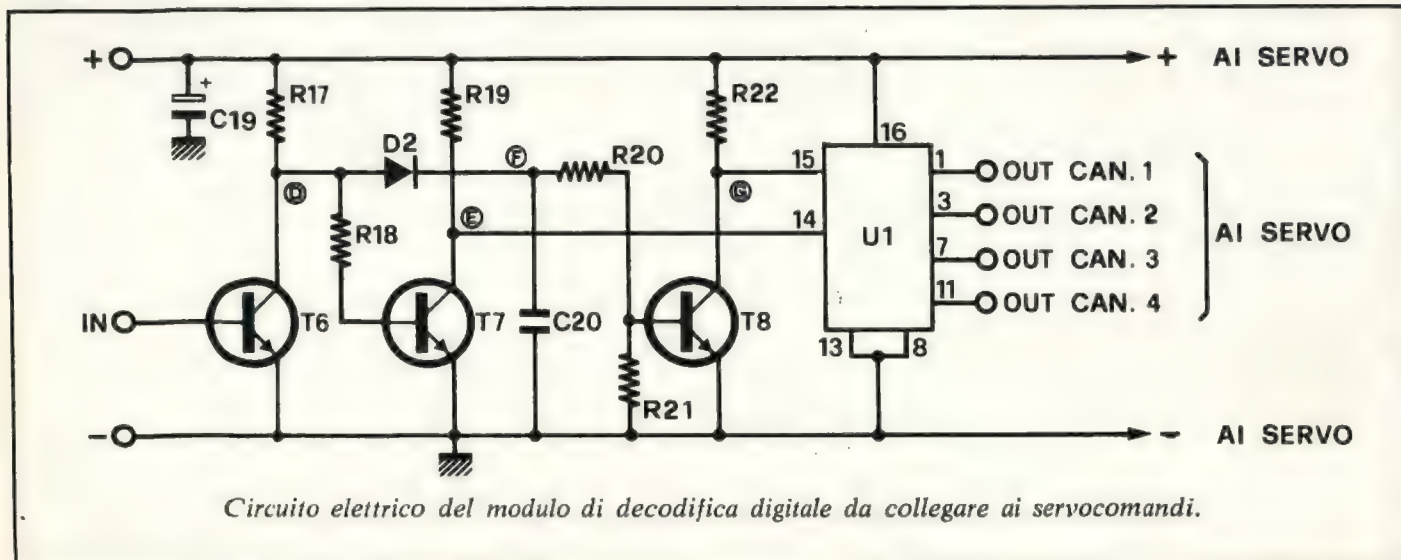 + + AI SERVO
+
C19
R17
R19
R22
D2
F
R20
16
D
R18
E
G
15
14
U1
1 OUT CAN. 1
3 OUT CAN. 2
7 OUT CAN. 3
11 OUT CAN. 4
AI SERVO
IN
T6
T7
C20
T8
13 8
R21
- - AI SERVO
Circuito elettrico del modulo di decodifica digitale da collegare ai servocomandi.